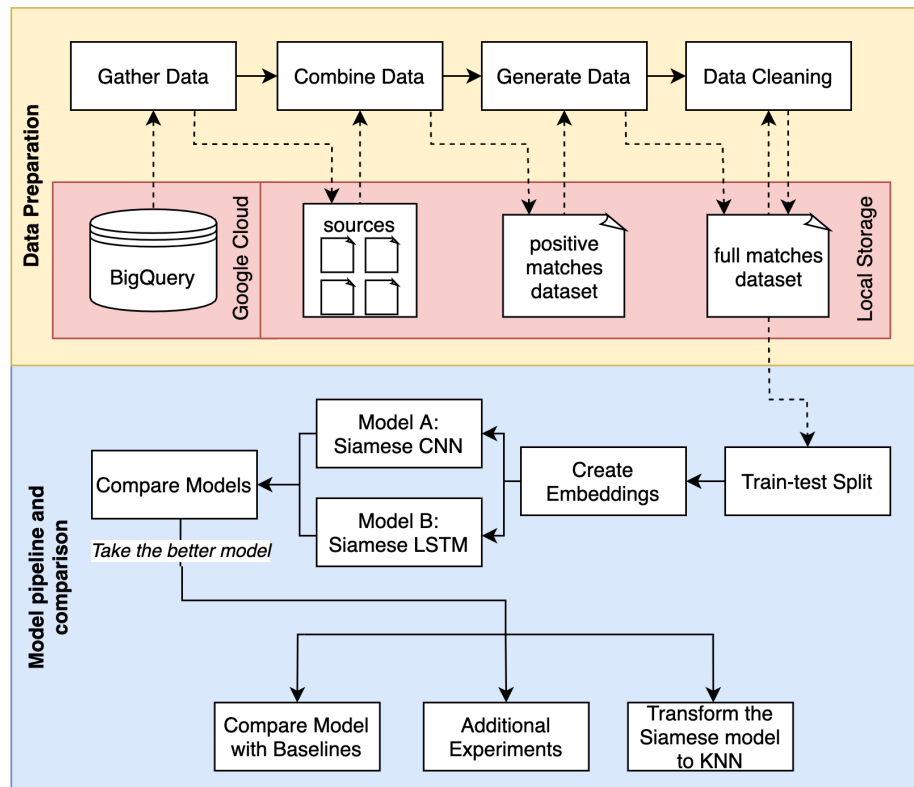 Data Preparation
Gather Data
Combine Data
Generate Data
Data Cleaning
BigQuery
Google Cloud
sources
positive
matches
dataset
full matches
dataset
Local Storage
Model pipeline and
comparison
Train-test Split
Create
Embeddings
Model A:
Siamese CNN
Model B:
Siamese LSTM
Compare Models
Take the better model
Compare Model
with Baselines
Additional
Experiments
Transform the
Siamese model
to KNN